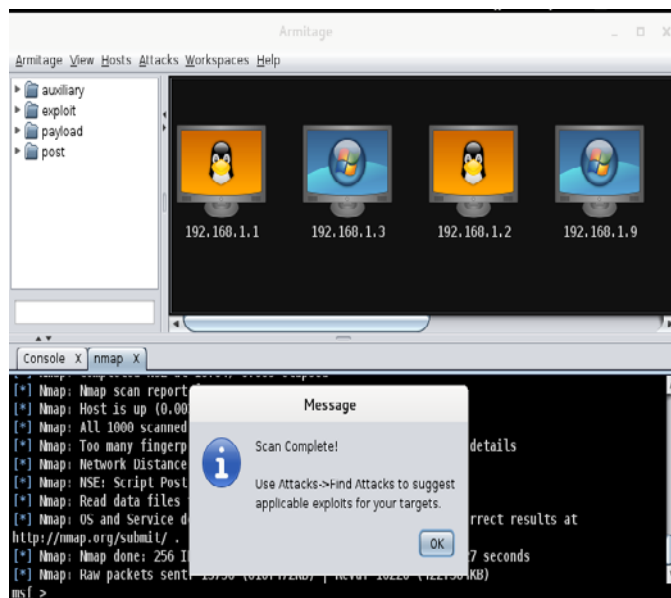 Armitage
Armitage View Hosts Attacks Workspaces Help
auxiliary
exploit
payload
post
192.168.1.1
192.168.1.3
192.168.1.2
192.168.1.9
Console X
nmap X
[*] Nmap: Nmap scan report
[*] Nmap: Host is up (0.00
[*] Nmap: All 1000 scanned
[*] Nmap: Too many fingerp details
[*] Nmap: Network Distance
[*] Nmap: NSE: Script Post
[*] Nmap: Read data files
[*] Nmap: OS and Service d rrect results at
http://nmap.org/submit/ .
[*] Nmap: Nmap done: 256 I 7 seconds
[*] Nmap: Raw packets sent:
msf >
Message
Scan Complete!
Use Attacks->Find Attacks to suggest
applicable exploits for your targets.
OK